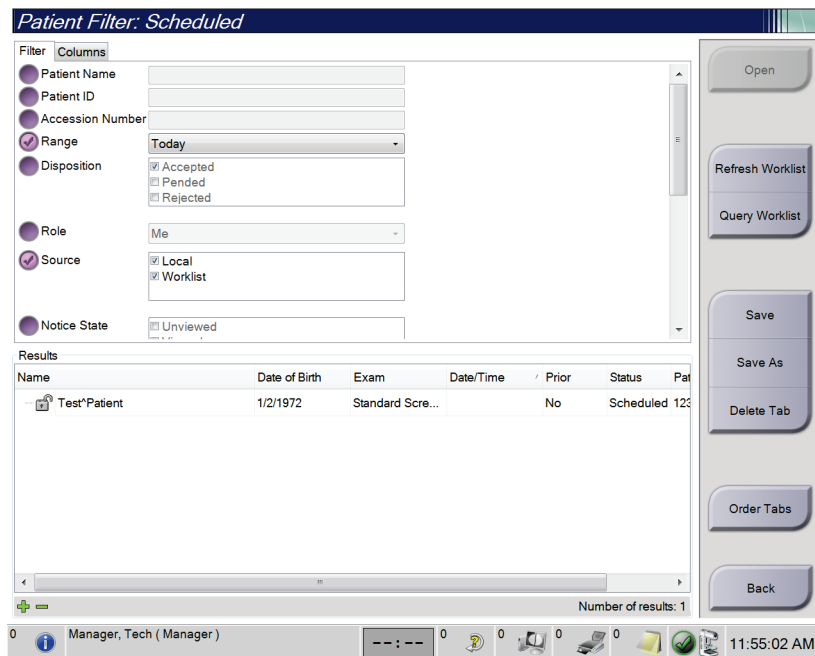 Patient Filter: Scheduled
Filter Columns
Patient Name
Patient ID
Accession Number
Range Today
Disposition Accepted
Pended
Rejected
Role Me
Source Local
Worklist
Notice State Unviewed
Open
Refresh Worklist
Query Worklist
Save
Save As
Delete Tab
Order Tabs
Back
Results
Name Date of Birth Exam Date/Time Prior Status Pat
Test^Patient 1/2/1972 Standard Scre... No Scheduled 123
Number of results: 1
0 Manager, Tech ( Manager ) --:-- 0 0 0 0 11:55:02 AM